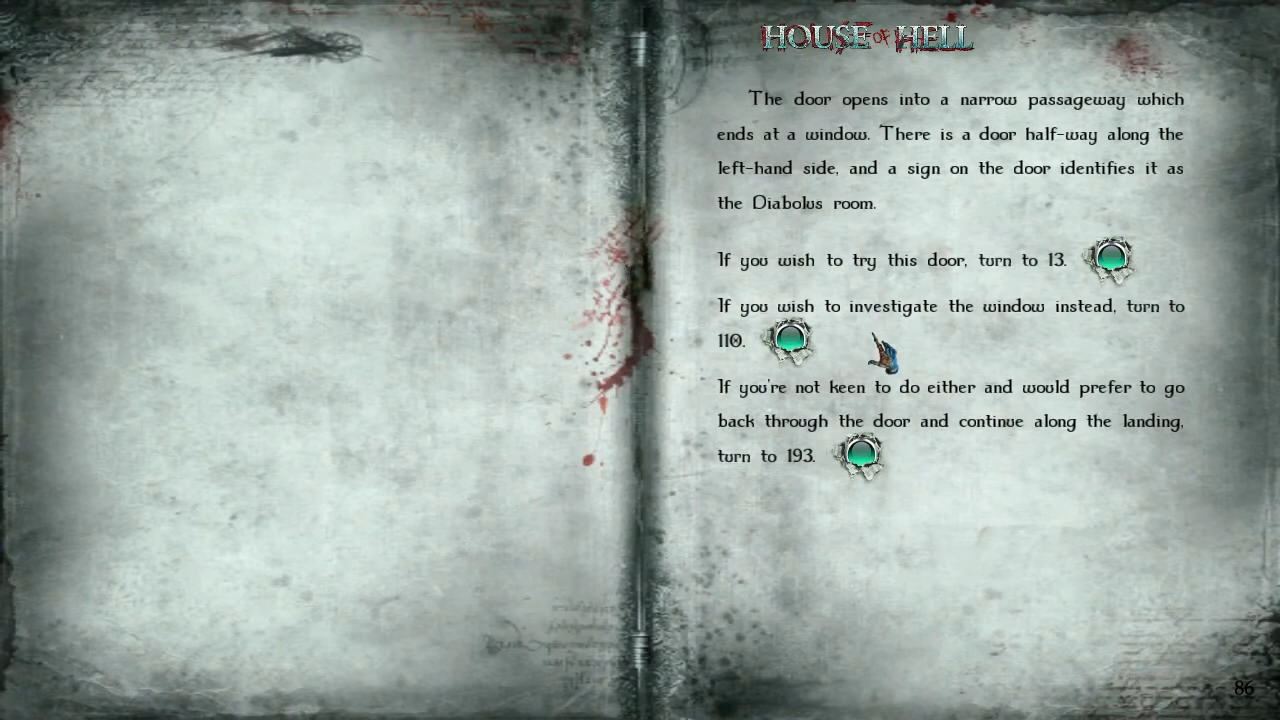 HOUSE OF HELL
The door opens into a narrow passageway which
ends at a window. There is a door half-way along the
left-hand side, and a sign on the door identifies it as
the Diabolus room.
If you wish to try this door, turn to 13.
If you wish to investigate the window instead, turn to
110.
If you're not keen to do either and would prefer to go
back through the door and continue along the landing,
turn to 193.
86